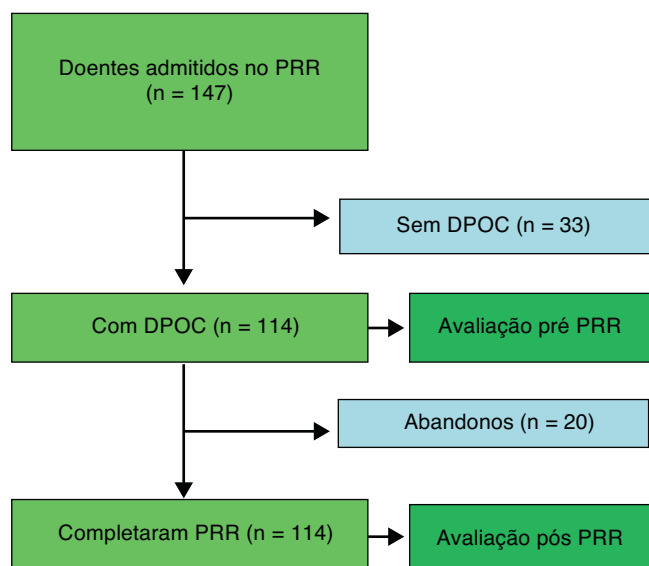 Doentes admitidos no PRR
(n = 147)
Sem DPOC (n = 33)
Com DPOC (n = 114)
Avaliação pré PRR
Abandonos (n = 20)
Completaram PRR (n = 114)
Avaliação pós PRR